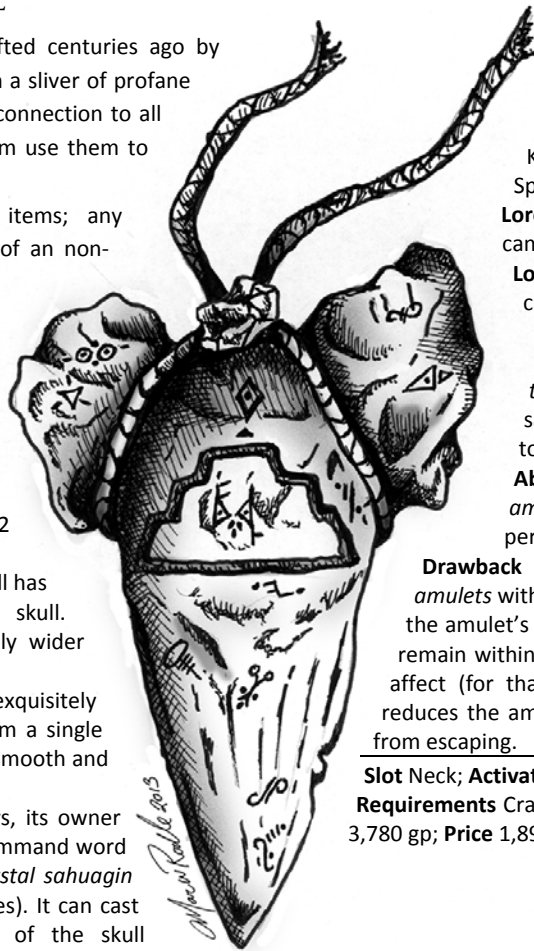 fted centuries ago by
a sliver of profane
connection to all
m use them to
items; any
of an non-
2
ll has
skull.
ly wider
exquisitely
m a single
smooth and
rs, its owner
mmand word
stal sahuagin
es). It can cast
of the skull
K
Sp
Lore
can
Lo
c
t
s
to
Ab
am
per
Drawback
amulets with
the amulet's
remain within
affect (for tha
reduces the am
from escaping.
Slot Neck; Activat
Requirements Cra
3,780 gp; Price 1,89
2013